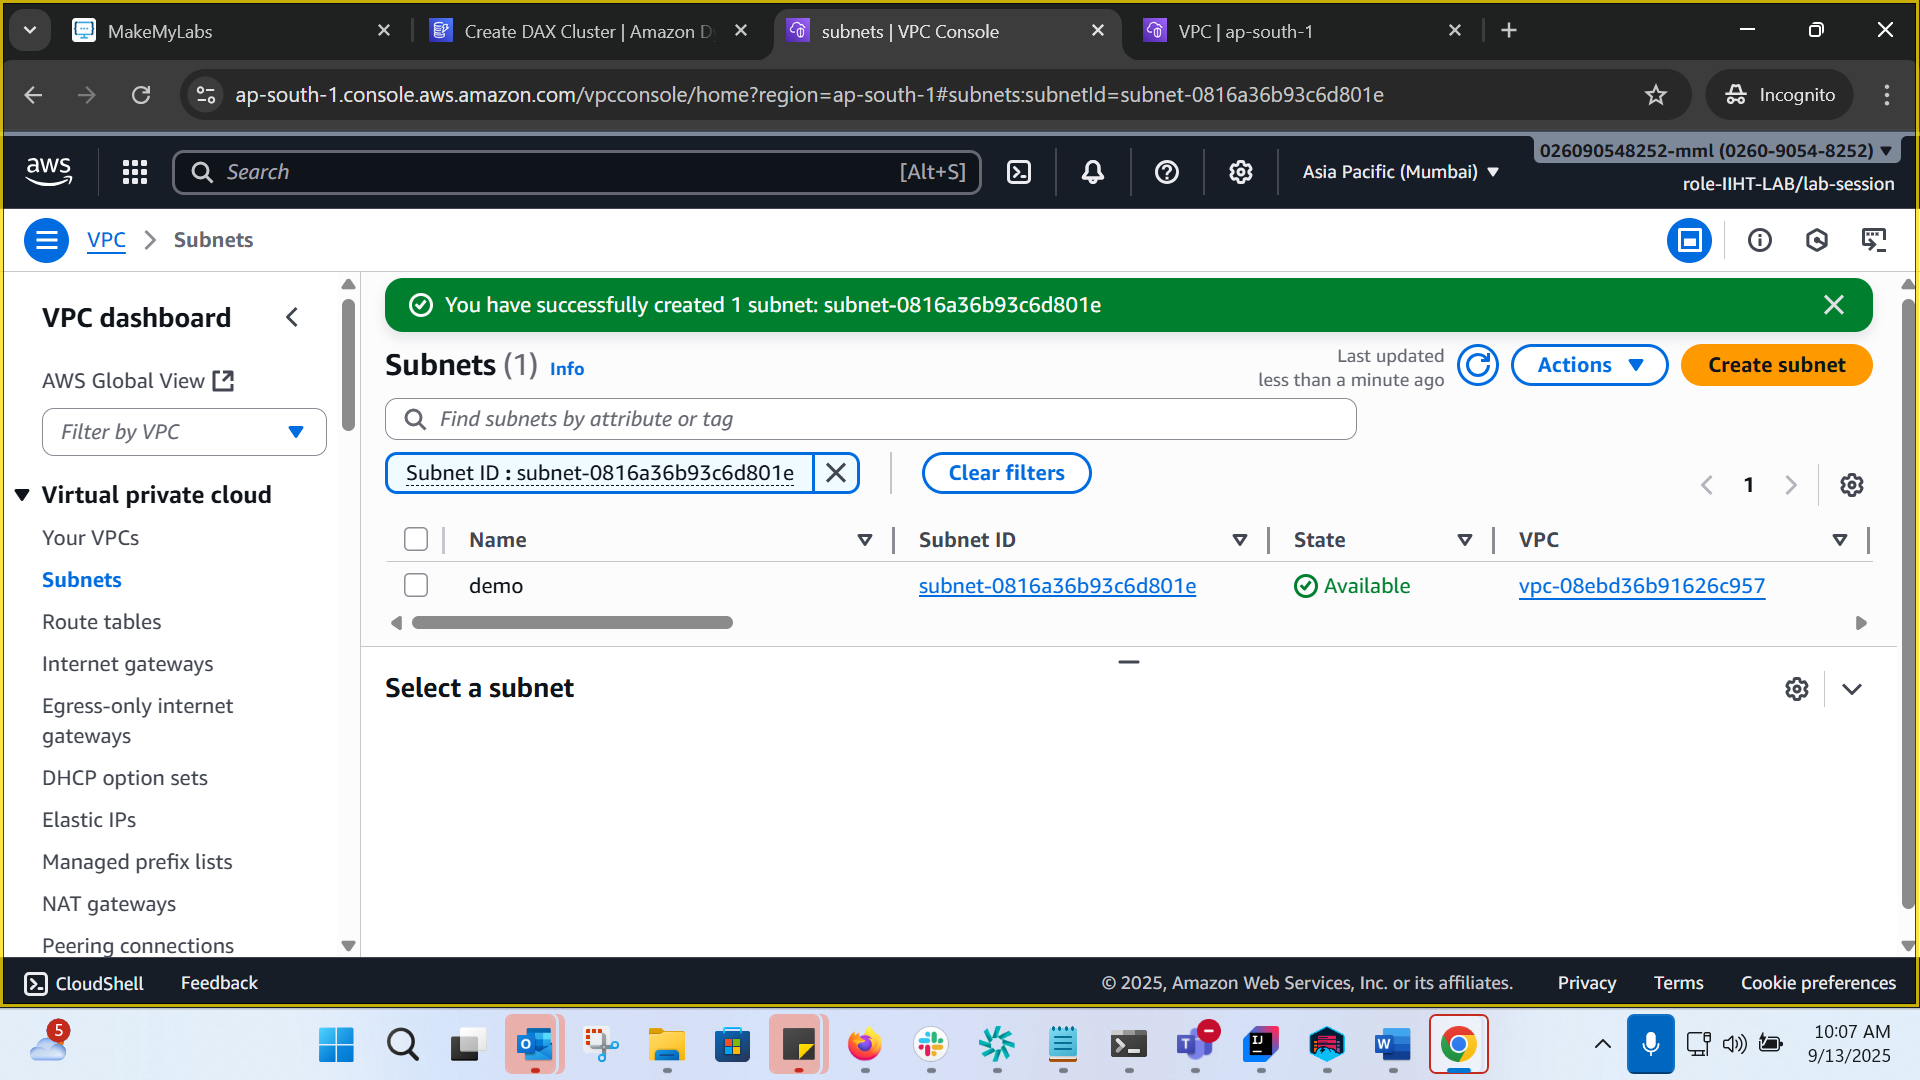 MakeMyLabs
Create DAX Cluster | Amazon D
subnets | VPC Console
VPC | ap-south-1
ap-south-1.console.aws.amazon.com/vpcconsole/home?region=ap-south-1#subnets:subnetId=subnet-0816a36b93c6d801e
Incognito
aws
Search
[Alt+S]
Asia Pacific (Mumbai)
026090548252-mml (0260-9054-8252)
role-IIHT-LAB/lab-session
VPC
Subnets
VPC dashboard
AWS Global View
Filter by VPC
Virtual private cloud
Your VPCs
Subnets
Route tables
Internet gateways
Egress-only internet
gateways
DHCP option sets
Elastic IPs
Managed prefix lists
NAT gateways
Peering connections
You have successfully created 1 subnet: subnet-0816a36b93c6d801e
Subnets (1) Info
Last updated
less than a minute ago
Actions
Create subnet
Find subnets by attribute or tag
Subnet ID : subnet-0816a36b93c6d801e
Clear filters
1
Name
Subnet ID
State
VPC
demo
subnet-0816a36b93c6d801e
Available
vpc-08ebd36b91626c957
Select a subnet
CloudShell
Feedback
© 2025, Amazon Web Services, Inc. or its affiliates.
Privacy
Terms
Cookie preferences
5
10:07 AM
9/13/2025